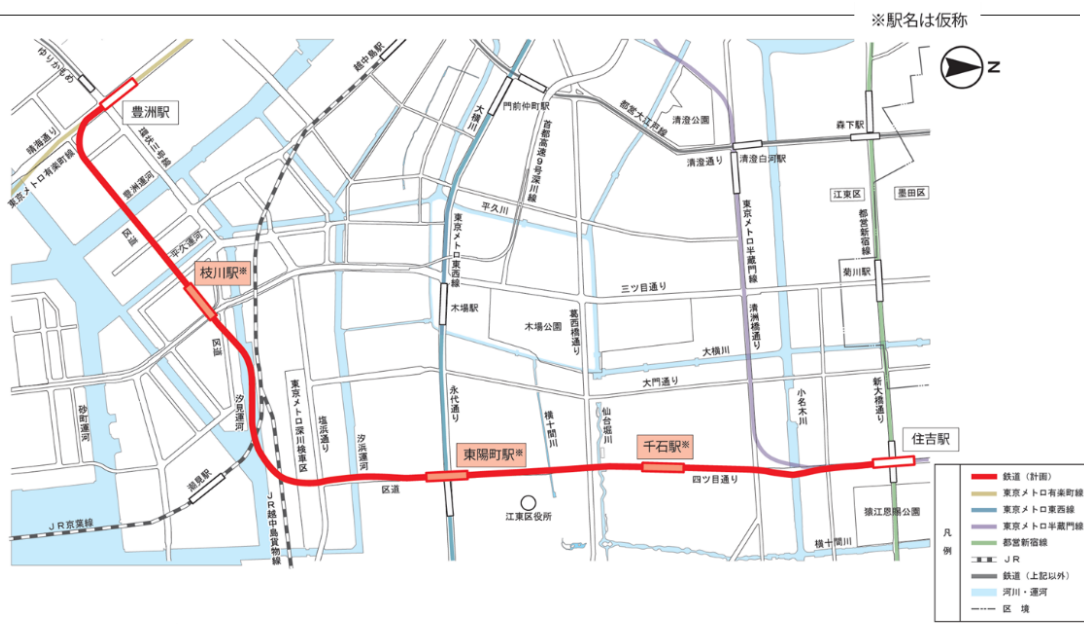 ※駅名は仮称
N
ゆりかもめ
越中島駅
豊洲駅
晴海通り
環状三号線
東京メトロ有楽町線
豊洲運河
区道
平久運河
枝川駅※
区道
大横川
門前仲町駅
首都高速9号深川線
都営大江戸線
清澄公園
清澄通り
清澄白河駅
森下駅
江東区
墨田区
都営新宿線
菊川駅
平久川
東京メトロ東西線
東京メトロ半蔵門線
三ツ目通り
木場駅
木場公園
葛西橋通り
清洲橋通り
大横川
大門通り
砂町運河
汐見運河
東京メトロ深川検車区
塩浜通り
汐浜運河
永代通り
横十間川
仙台堀川
小名木川
新大橋通り
住吉駅
東陽町駅※
千石駅※
四ツ目通り
区道
潮見駅
JR京葉線
JR越中島貨物線
江東区役所
猿江恩賜公園
横十間川
凡例
鉄道（計画）
東京メトロ有楽町線
東京メトロ東西線
東京メトロ半蔵門線
都営新宿線
JR
鉄道（上記以外）
河川・運河
区 境